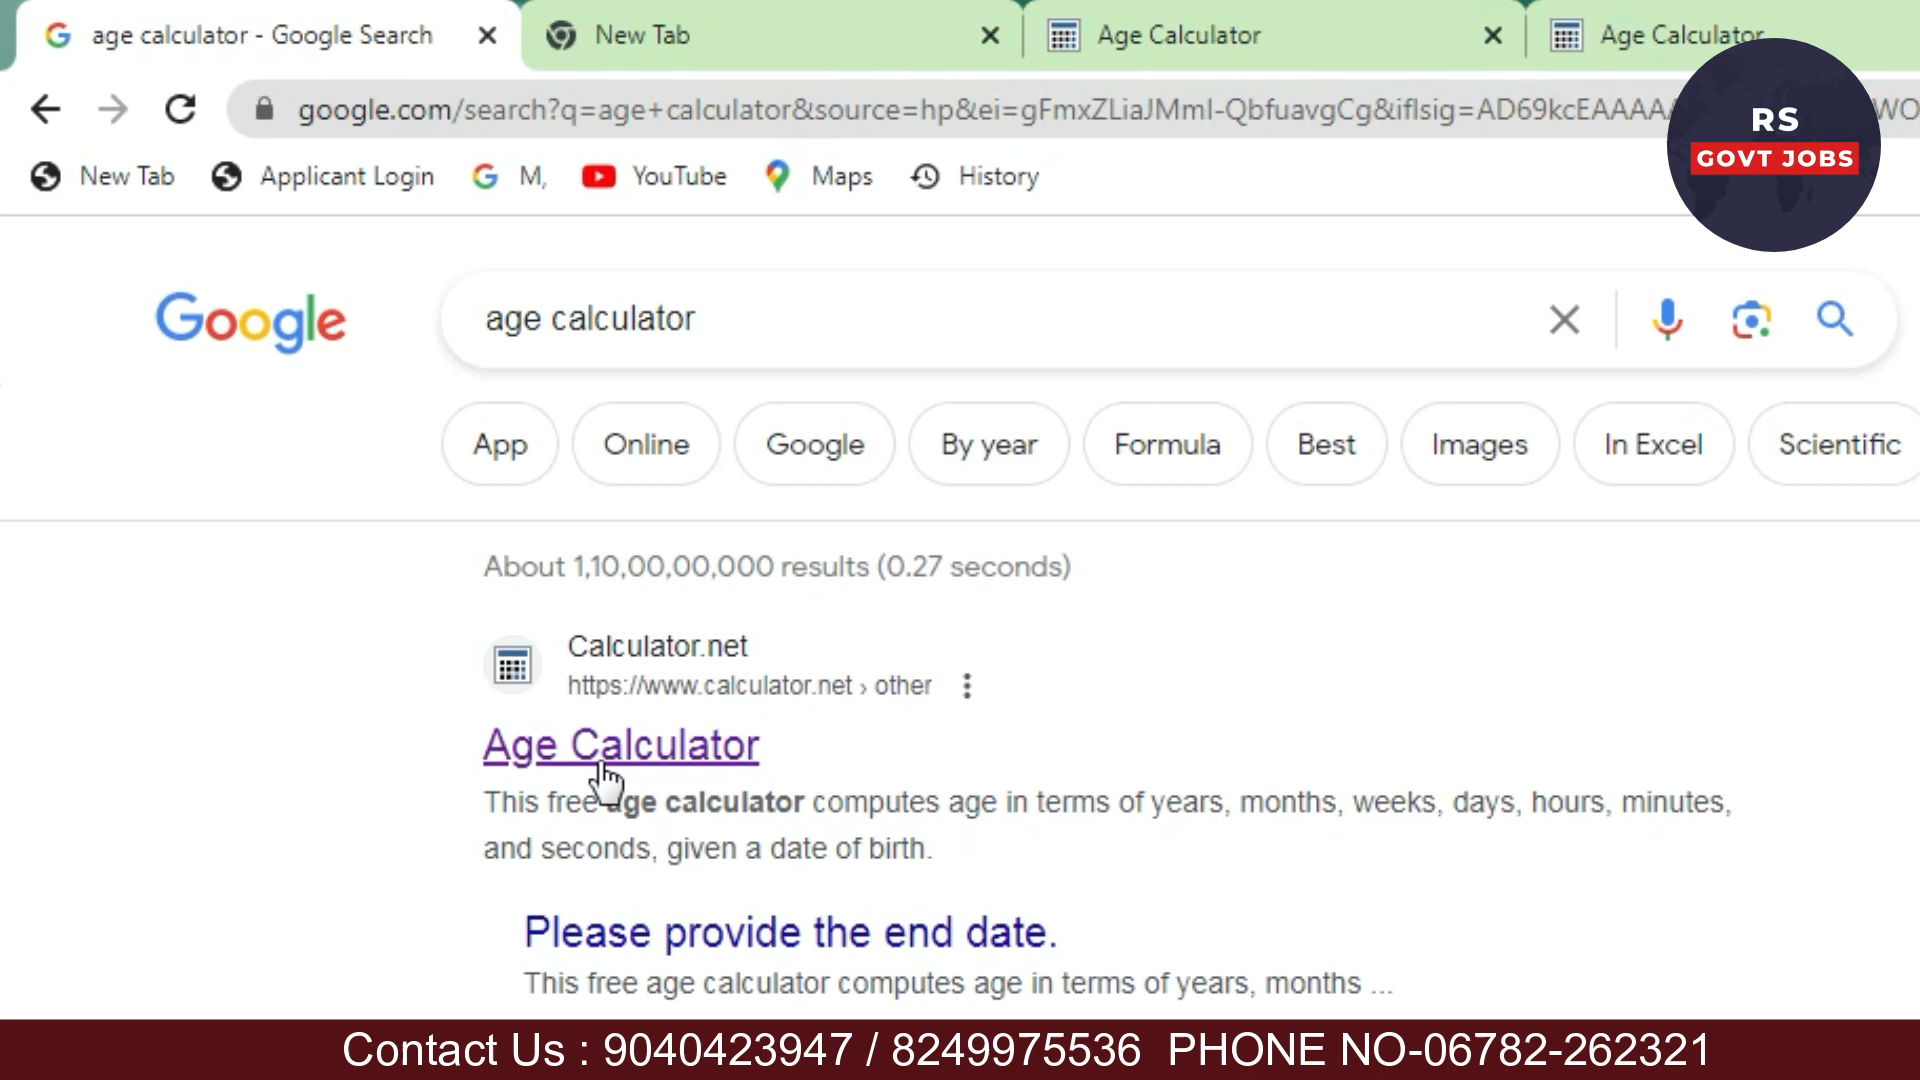 age calculator - Google Search
New Tab
Age Calculator
Age Calculator
google.com/search?q=age+calculator&source=hp&ei=gFmxZLiaJMml-QbfuavgCg&iflsig=AD69kcEAAAA
WO
RS
GOVT JOBS
New Tab
Applicant Login
M,
YouTube
Maps
History
Google
age calculator
App
Online
Google
By year
Formula
Best
Images
In Excel
Scientific
About 1,10,00,00,000 results (0.27 seconds)
Calculator.net
https://www.calculator.net › other
Age Calculator
This free age calculator computes age in terms of years, months, weeks, days, hours, minutes,
and seconds, given a date of birth.
Please provide the end date.
This free age calculator computes age in terms of years, months ...
Contact Us : 9040423947 / 8249975536 PHONE NO-06782-262321